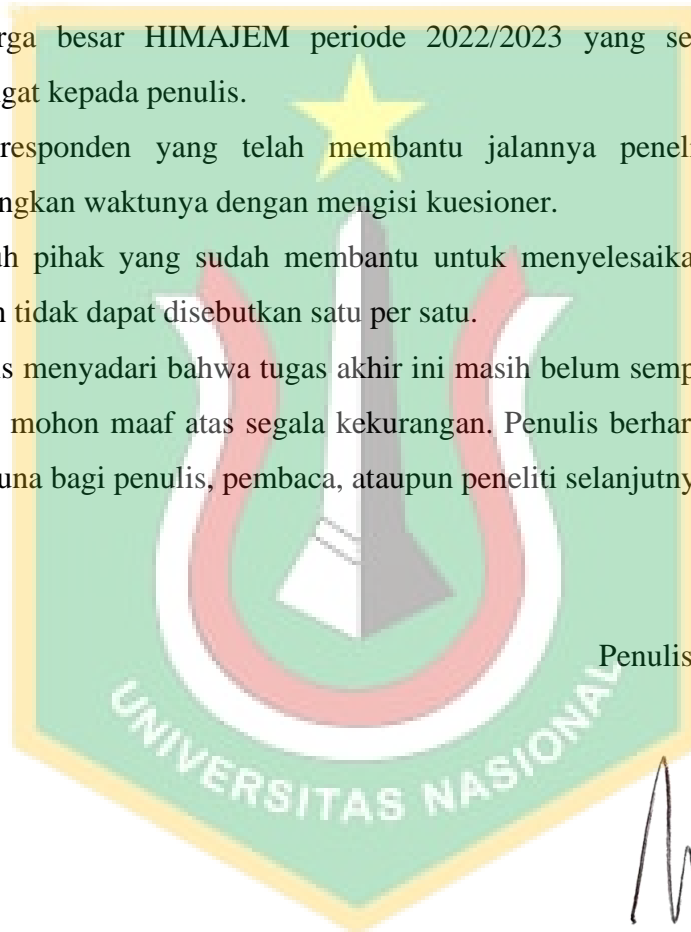 rga besar HIMAJEM periode 2022/2023 yang se
gat kepada penulis.
responden yang telah membantu jalannya penel
ngkan waktunya dengan mengisi kuesioner.
h pihak yang sudah membantu untuk menyelesaika
n tidak dapat disebutkan satu per satu.
is menyadari bahwa tugas akhir ini masih belum semp
mohon maaf atas segala kekurangan. Penulis berhar
una bagi penulis, pembaca, ataupun peneliti selanjutny
Penulis
UNIVERSITAS NASIONAL